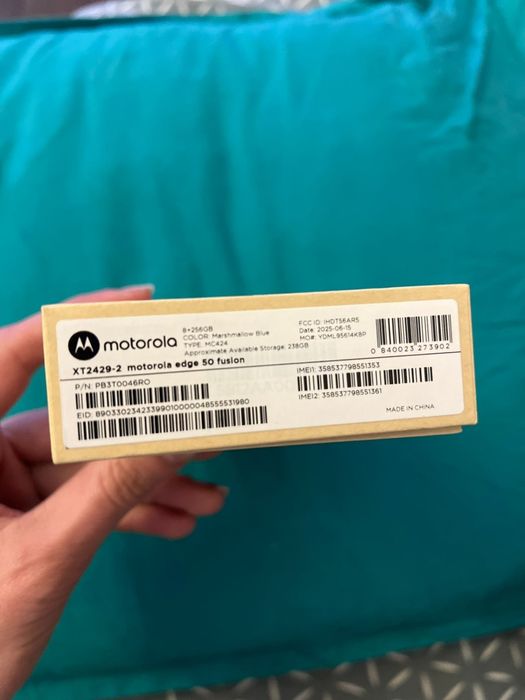 motorola
8+256GB
COLOR: Marshmallow Blue
TYPE: MC424
Approximate Available Storage: 238GB
FCC ID: IHDT56AR5
Date: 2025-06-15
MO#: YDML95614K8P
0 840023 273902
XT2429-2 motorola edge 50 fusion
P/N: PB3T0046RO
IMEI1: 358537798551353
EID: 89033023423399010000048555531980
IMEI2: 358537798551361
MADE IN CHINA